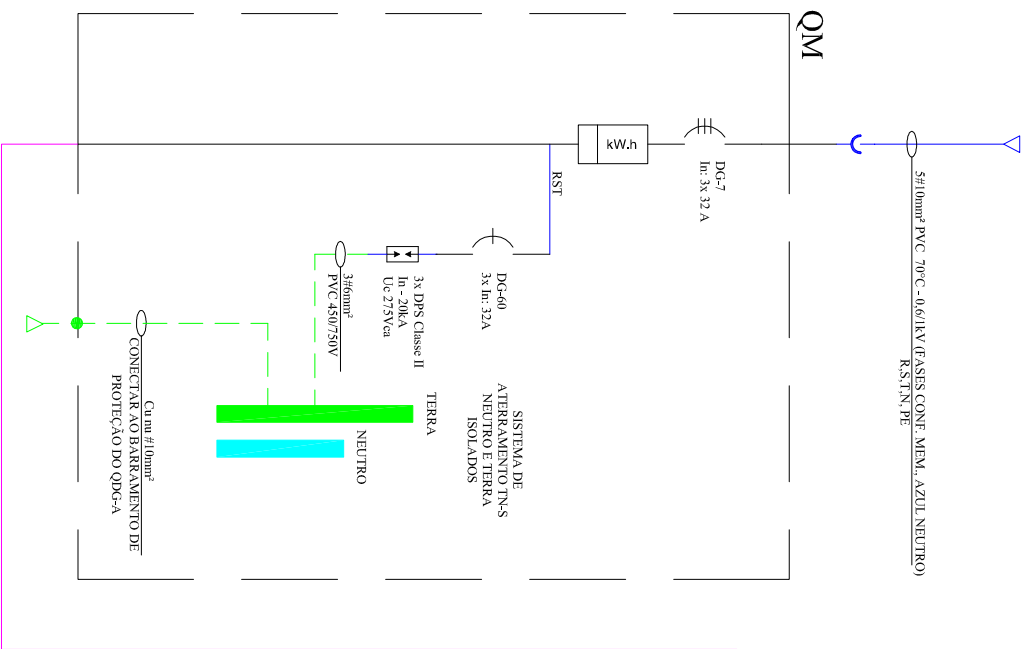 QM
5#10mm² PVC 70°C - 0,6/1kV (FASES CONF. MEM., AZUL NEUTRO)
R,S,T,N, PE
DG-7
In: 3x 32 A
kW.h
RST
DG-60
3x In: 32A
3x DPS Classe II
In - 20kA
Uc 275Vca
3#6mm²
PVC 450/750V
SISTEMA DE
ATERRAMENTO TN-S
NEUTRO E TERRA
ISOLADOS
TERRA
NEUTRO
Cu nu #10mm²
CONECTAR AO BARRAMENTO DE
PROTEÇÃO DO QDG-A